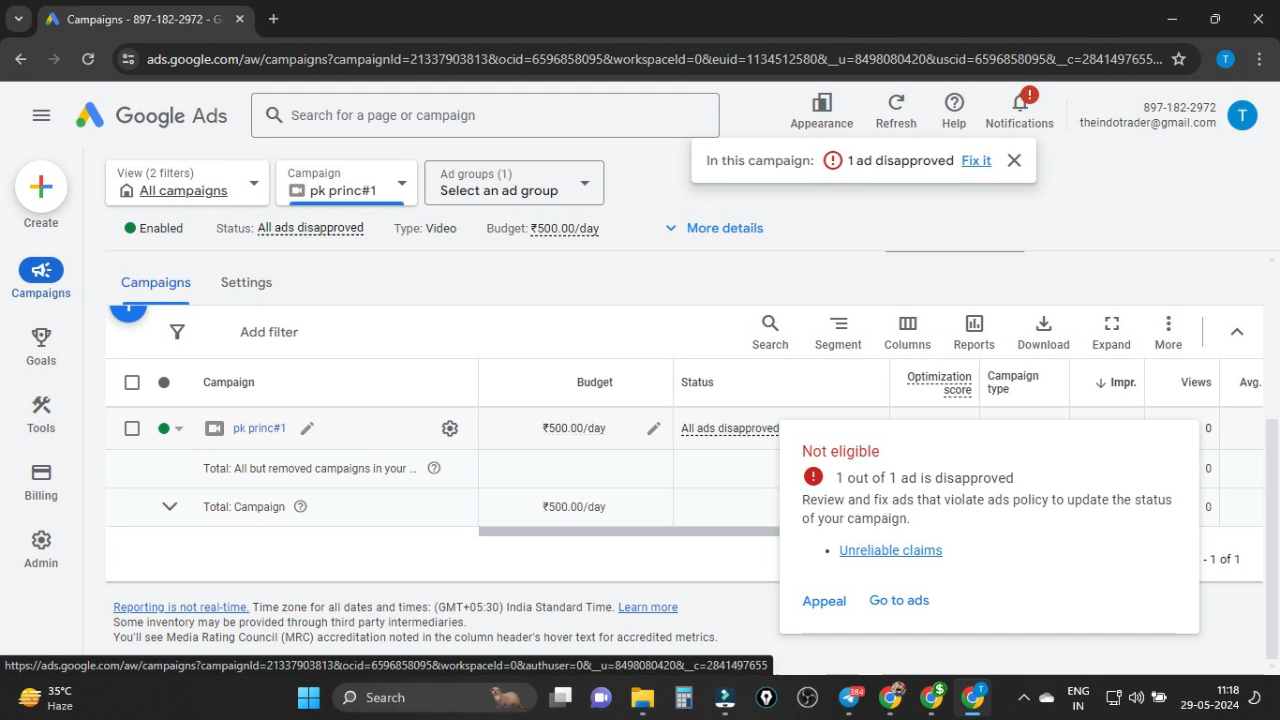 Campaigns - 897-182-2972 - G
ads.google.com/aw/campaigns?campaignId=21337903813&ocid=6596858095&workspaceId=0&euid=1134512580&__u=8498080420&uscid=6596858095&__c=2841497655...
T
Google Ads
Search for a page or campaign
Appearance
Refresh
Help
Notifications
897-182-2972
theindotrader@gmail.com
T
In this campaign: 1 ad disapproved Fix it
Create
Campaigns
Goals
Tools
Billing
Admin
View (2 filters)
All campaigns
Campaign
pk princ#1
Ad groups (1)
Select an ad group
Enabled Status: All ads disapproved Type: Video Budget: ₹500.00/day More details
Campaigns Settings
Add filter
Search
Segment
Columns
Reports
Download
Expand
More
Campaign Budget Status Optimization score Campaign type Impr. Views Avg.
pk princ#1 ₹500.00/day All ads disapproved 0
Total: All but removed campaigns in your ... 0
Total: Campaign ₹500.00/day 0
Not eligible
1 out of 1 ad is disapproved
Review and fix ads that violate ads policy to update the status
of your campaign.
• Unreliable claims
Appeal Go to ads
- 1 of 1
Reporting is not real-time. Time zone for all dates and times: (GMT+05:30) India Standard Time. Learn more
Some inventory may be provided through third party intermediaries.
You'll see Media Rating Council (MRC) accreditation noted in the column header's hover text for accredited metrics.
https://ads.google.com/aw/campaigns?campaignId=21337903813&ocid=6596858095&workspaceId=0&authuser=0&__u=8498080420&__c=2841497655
35°C
Haze
Search
384
T
ENG
IN
11:18
29-05-2024